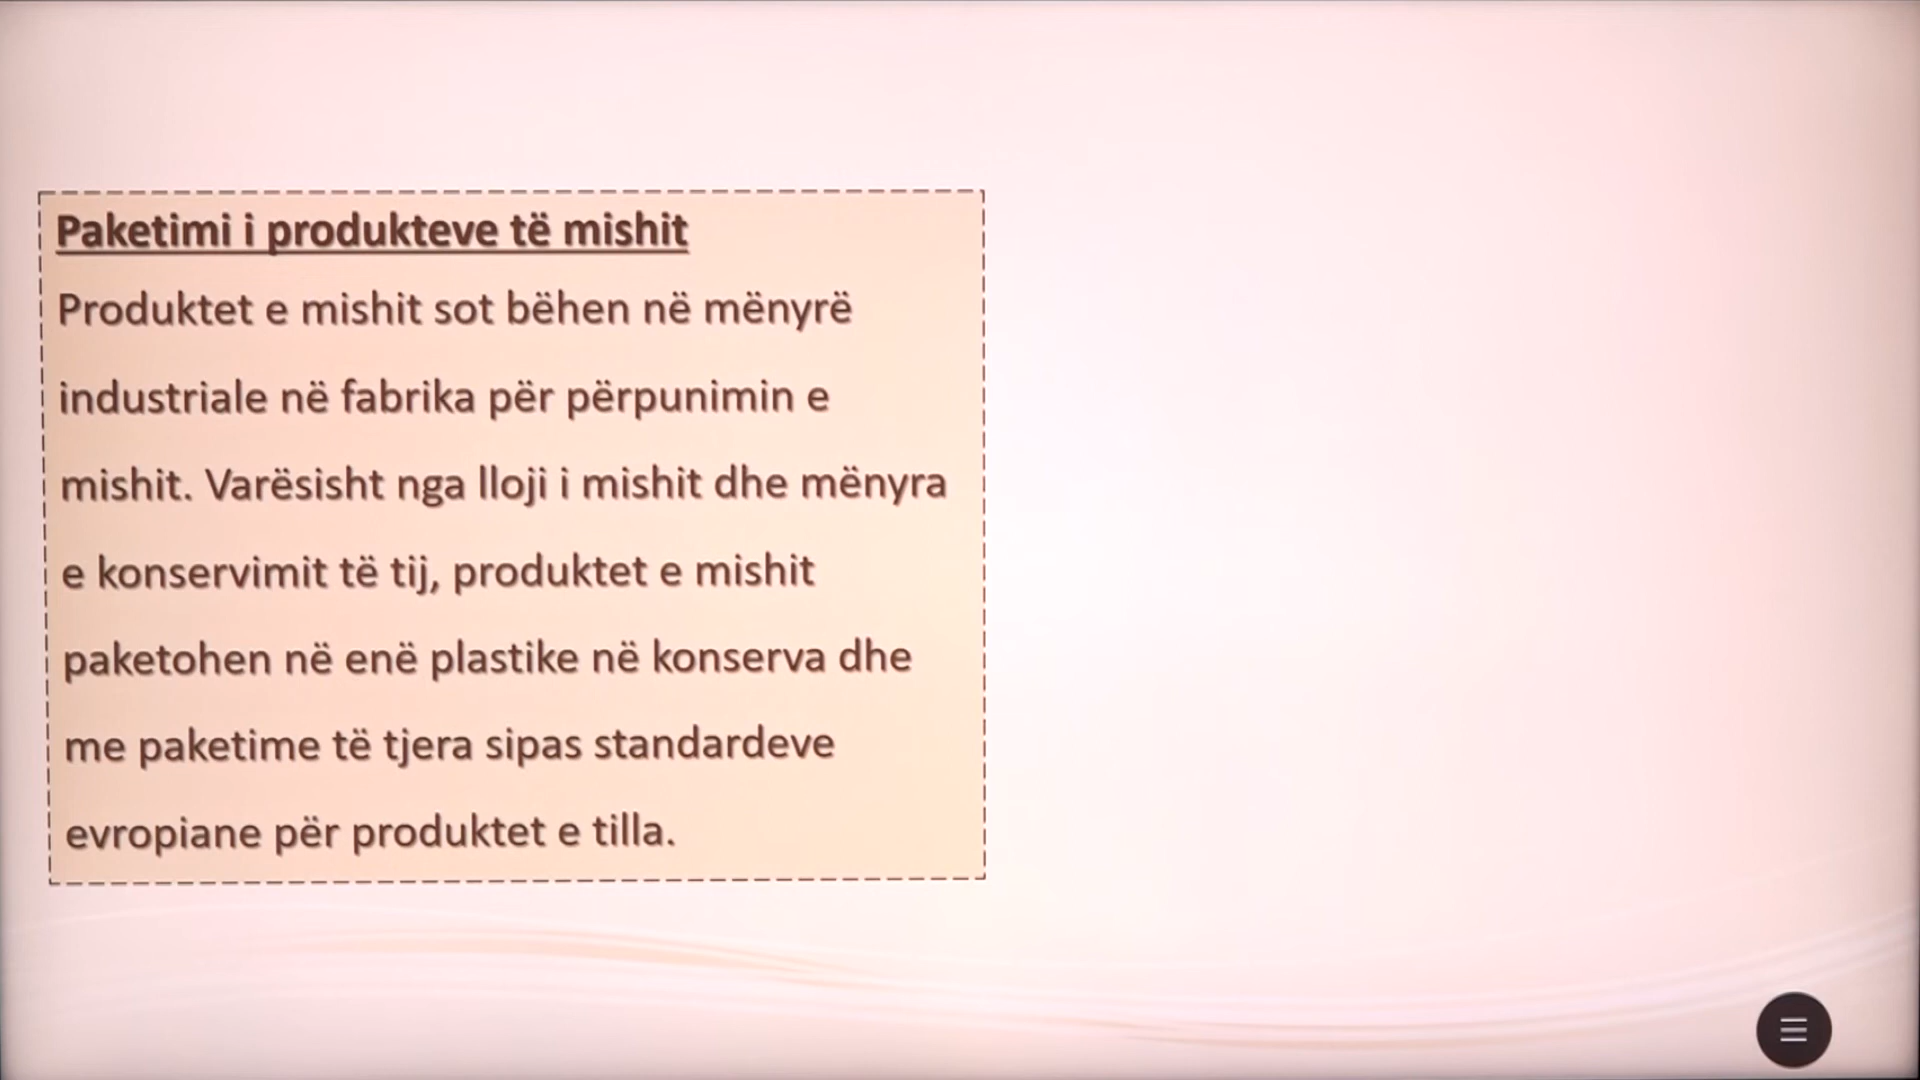 Paketimi i produkteve të mishit
Produktet e mishit sot bëhen në mënyrë
industriale në fabrika për përpunimin e
mishit. Varësisht nga lloji i mishit dhe mënyra
e konservimit të tij, produktet e mishit
paketohen në enë plastike në konserva dhe
me paketime të tjera sipas standardeve
evropiane për produktet e tilla.